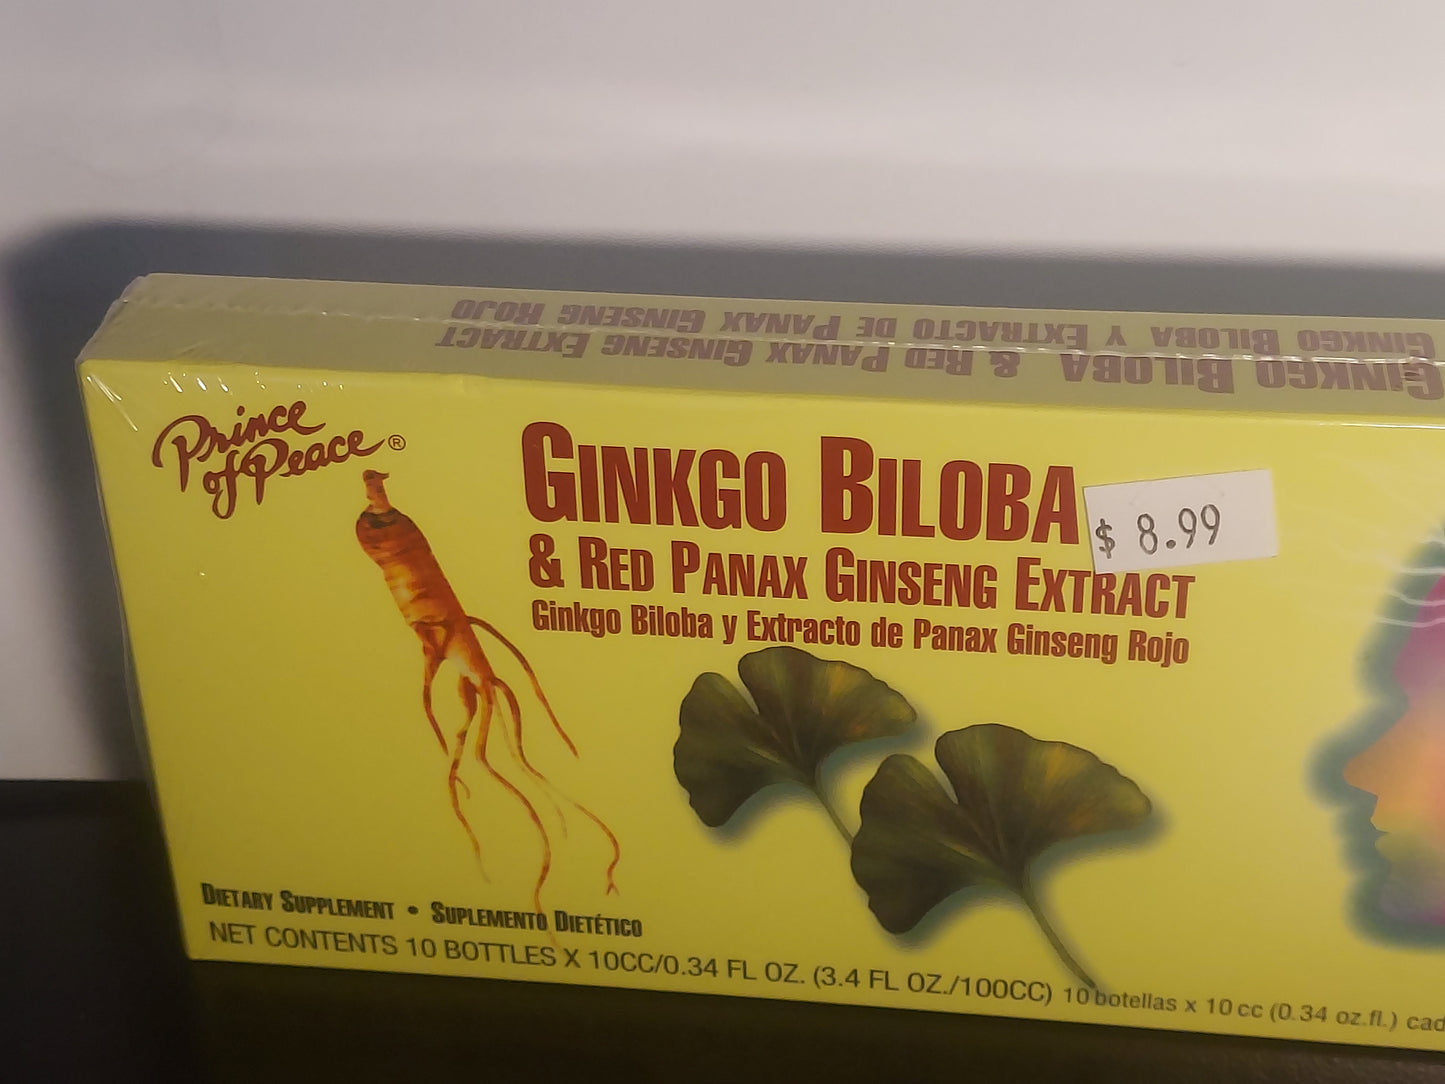 GINKGO BILOBA Y EXTRACTO DE PANAX GINSENG ROJO
GINKGO BILOBA & RED PANAX GINSENG EXTRACT
Prince
of Peace®
GINKGO BILOBA
$ 8.99
& RED PANAX GINSENG EXTRACT
Ginkgo Biloba y Extracto de Panax Ginseng Rojo
DIETARY SUPPLEMENT • SUPLEMENTO DIETÉTICO
NET CONTENTS 10 BOTTLES X 10CC/0.34 FL OZ. (3.4 FL OZ./100CC) 10 botellas x 10 cc (0.34 oz.fl.) cad